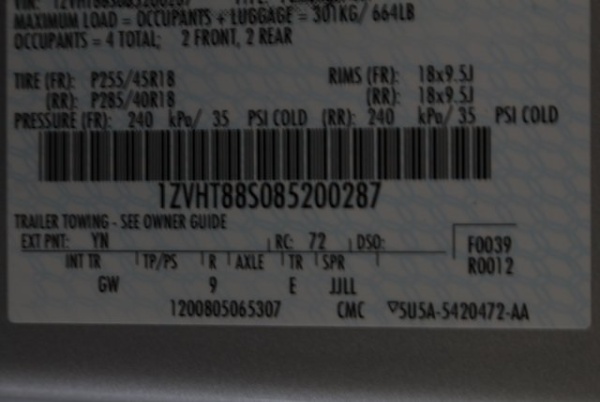 MAXIMUM LOAD = OCCUPANTS + LUGGAGE = 301KG/ 664LB
OCCUPANTS = 4 TOTAL; 2 FRONT, 2 REAR
TIRE (FR): P255/45R18 RIMS (FR): 18x9.5J
(RR): P285/40R18 (RR): 18x9.5J
PRESSURE (FR): 240 kPa/ 35 PSI COLD (RR): 240 kPa/ 35 PSI COLD
1ZVHT88S085200287
TRAILER TOWING - SEE OWNER GUIDE
EXT PNT: YN RC: 72 DSO: F0039
INT TR TP/PS R AXLE TR SPR R0012
GW 9 E JJLL
1200805065307 CMC ▽5U5A-5420472-AA